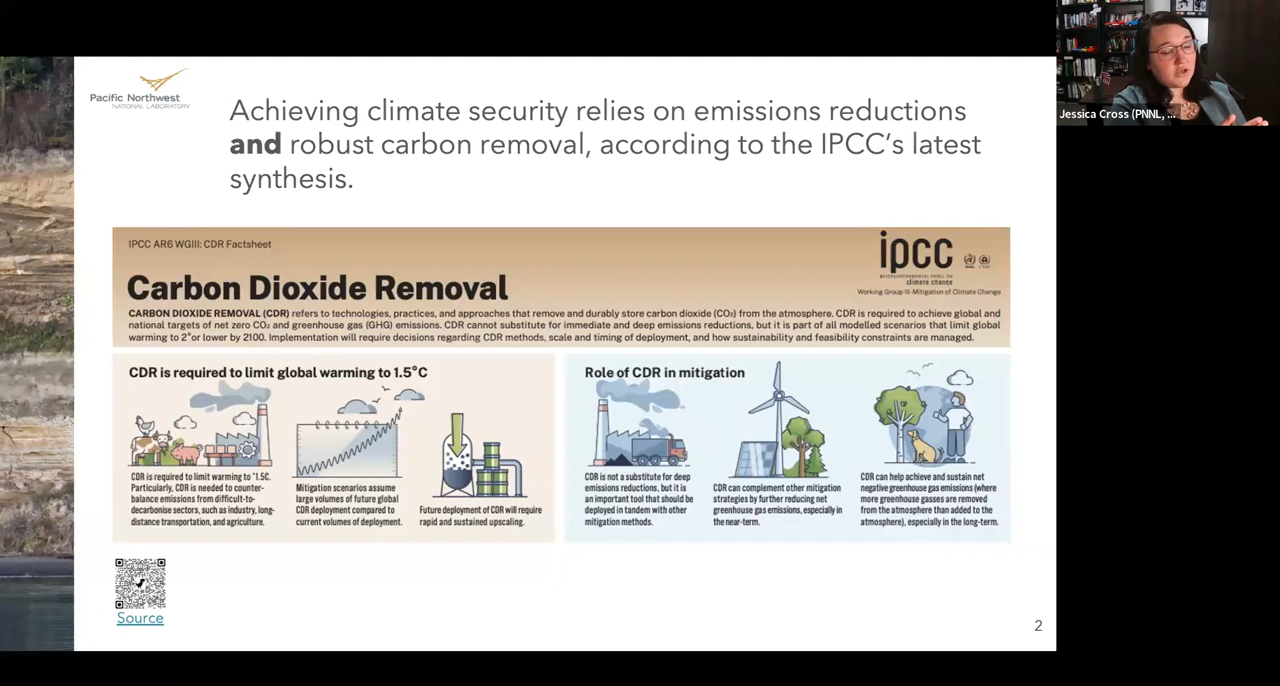 Pacific Northwest
NATIONAL LABORATORY
Achieving climate security relies on emissions reductions
and robust carbon removal, according to the IPCC’s latest
synthesis.
Jessica Cross (PNNL, ...
IPCC AR6 WGIII: CDR Factsheet
ipcc
INTERGOVERNMENTAL PANEL ON
climate change
Working Group III-Mitigation of Climate Change
Carbon Dioxide Removal
CARBON DIOXIDE REMOVAL (CDR) refers to technologies, practices, and approaches that remove and durably store carbon dioxide (CO₂) from the atmosphere. CDR is required to achieve global and
national targets of net zero CO₂ and greenhouse gas (GHG) emissions. CDR cannot substitute for immediate and deep emissions reductions, but it is part of all modelled scenarios that limit global
warming to 2°or lower by 2100. Implementation will require decisions regarding CDR methods, scale and timing of deployment, and how sustainability and feasibility constraints are managed.
CDR is required to limit global warming to 1.5°C
CDR is required to limit warming to °1.5C.
Particularly, CDR is needed to counter-
balance emissions from difficult-to-
decarbonise sectors, such as industry, long-
distance transportation, and agriculture.
Mitigation scenarios assume
large volumes of future global
CDR deployment compared to
current volumes of deployment.
Future deployment of CDR will require
rapid and sustained upscaling.
Role of CDR in mitigation
CDR is not a substitute for deep
emissions reductions, but it is
an important tool that should be
deployed in tandem with other
mitigation methods.
CDR can complement other mitigation
strategies by further reducing net
greenhouse gas emissions, especially in
the near-term.
CDR can help achieve and sustain net
negative greenhouse gas emissions (where
more greenhouse gasses are removed
from the atmosphere than added to the
atmosphere), especially in the long-term.
Source
2